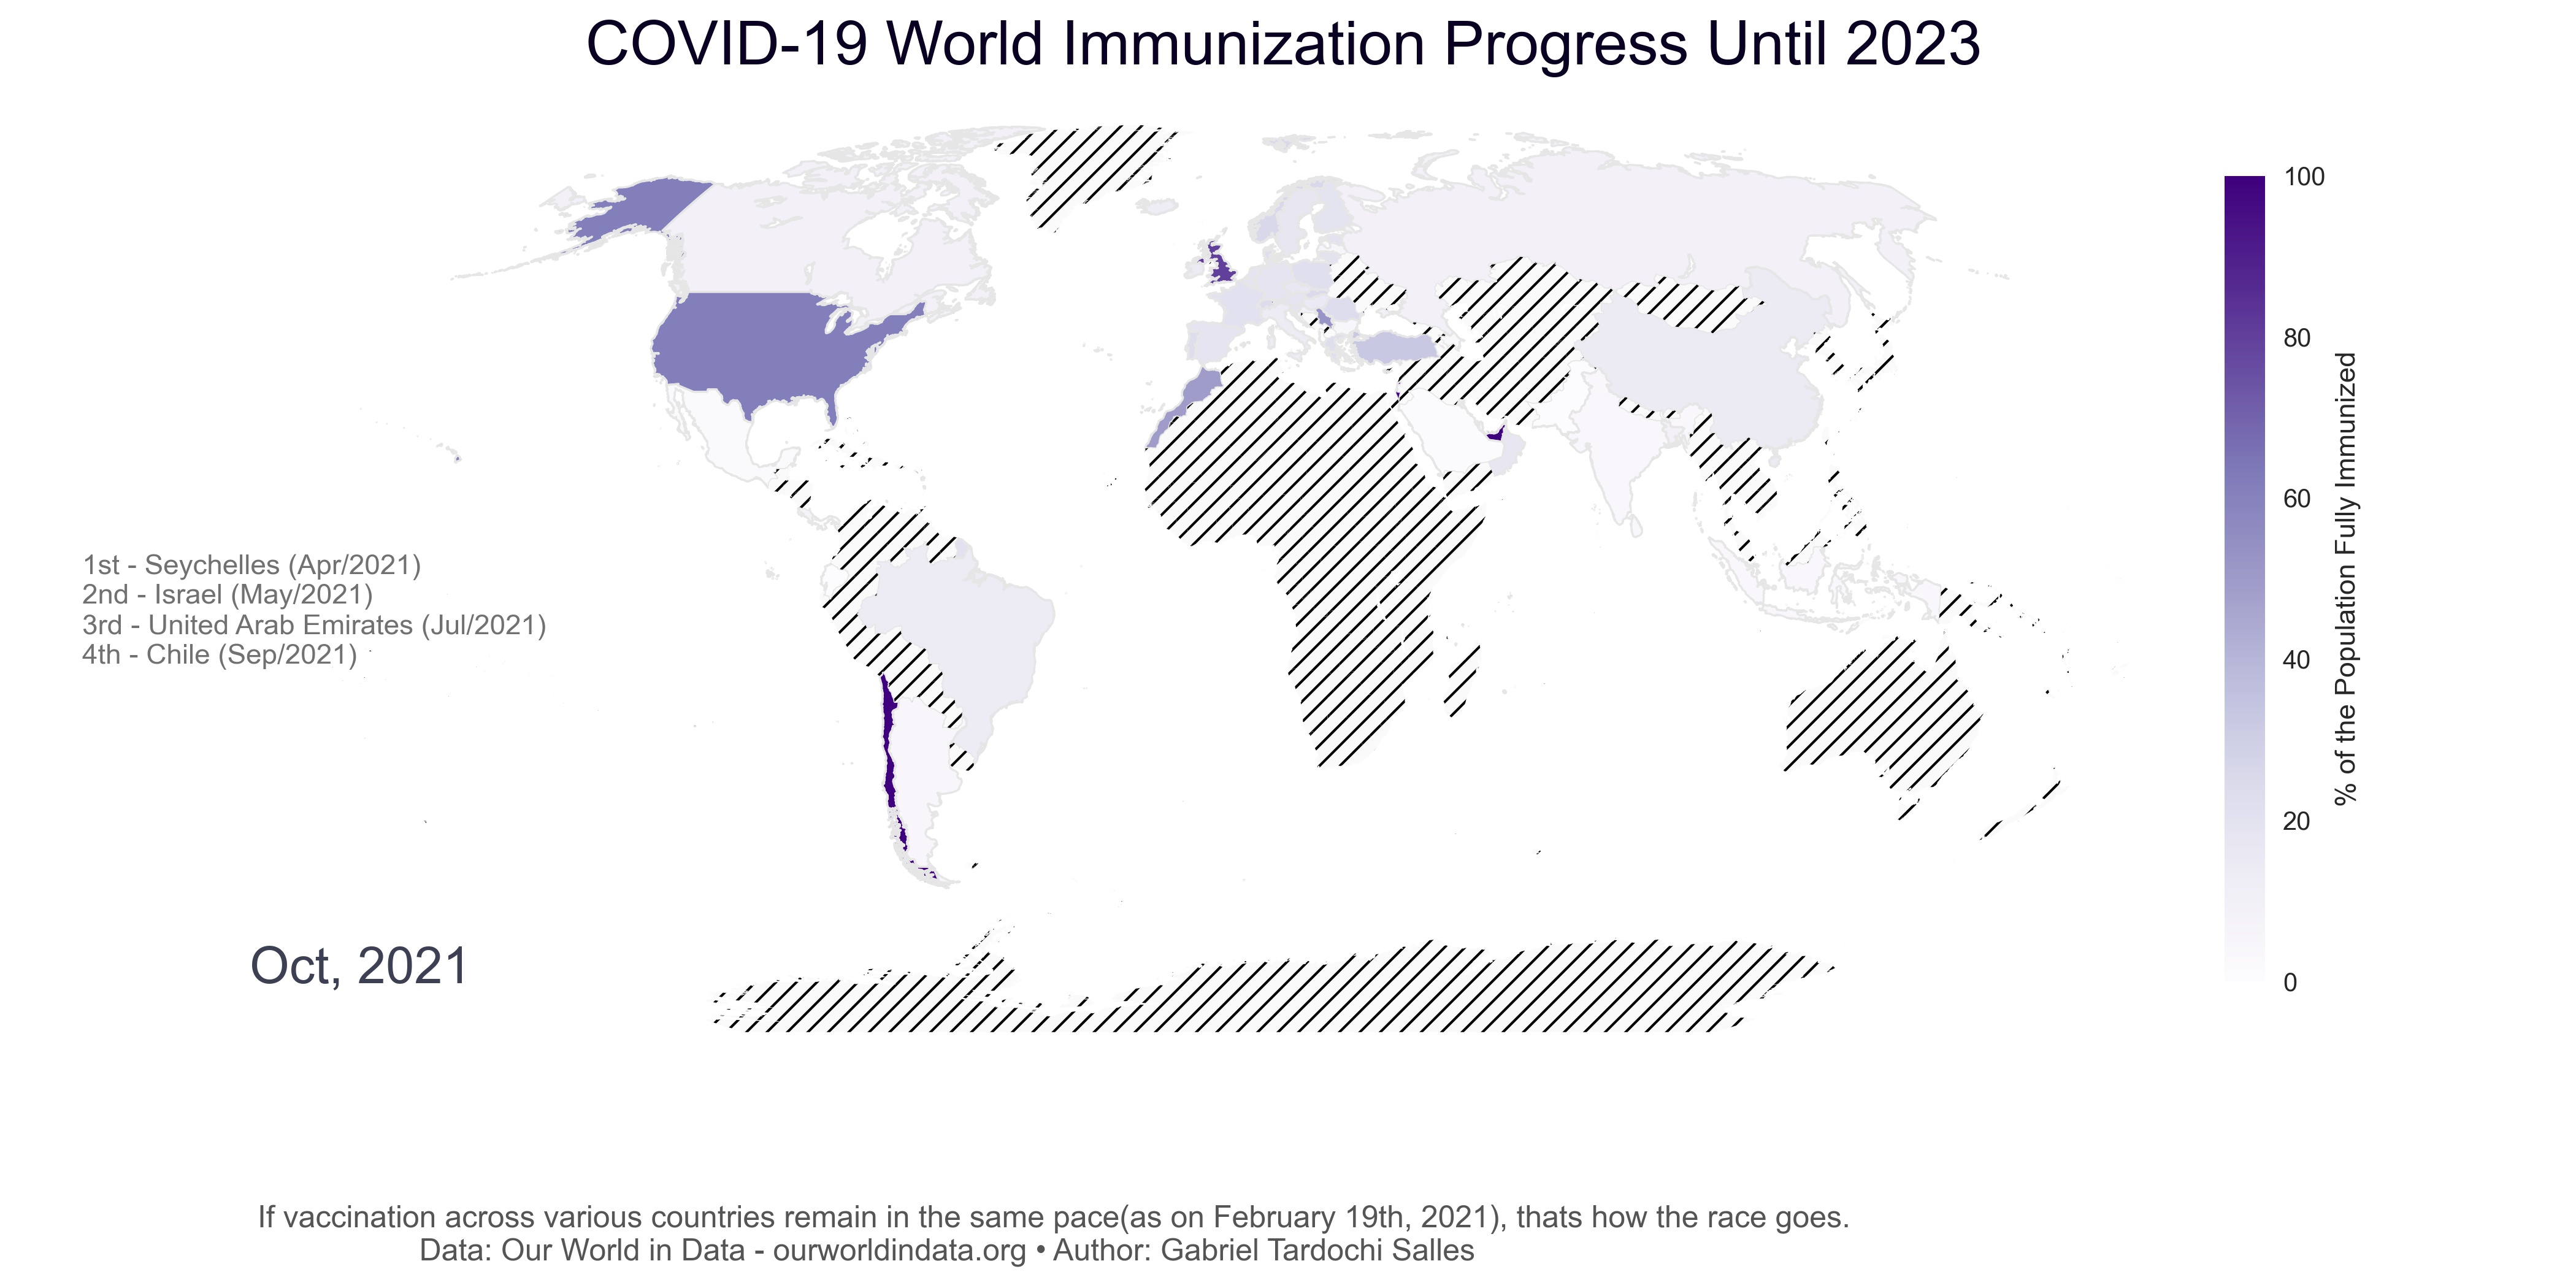 COVID-19 World Immunization Progress Until 2023
1st - Seychelles (Apr/2021)
2nd - Israel (May/2021)
3rd - United Arab Emirates (Jul/2021)
4th - Chile (Sep/2021)
Oct, 2021
100
80
60
40
20
0
% of the Population Fully Immunized
If vaccination across various countries remain in the same pace(as on February 19th, 2021), thats how the race goes.
Data: Our World in Data - ourworldindata.org • Author: Gabriel Tardochi Salles